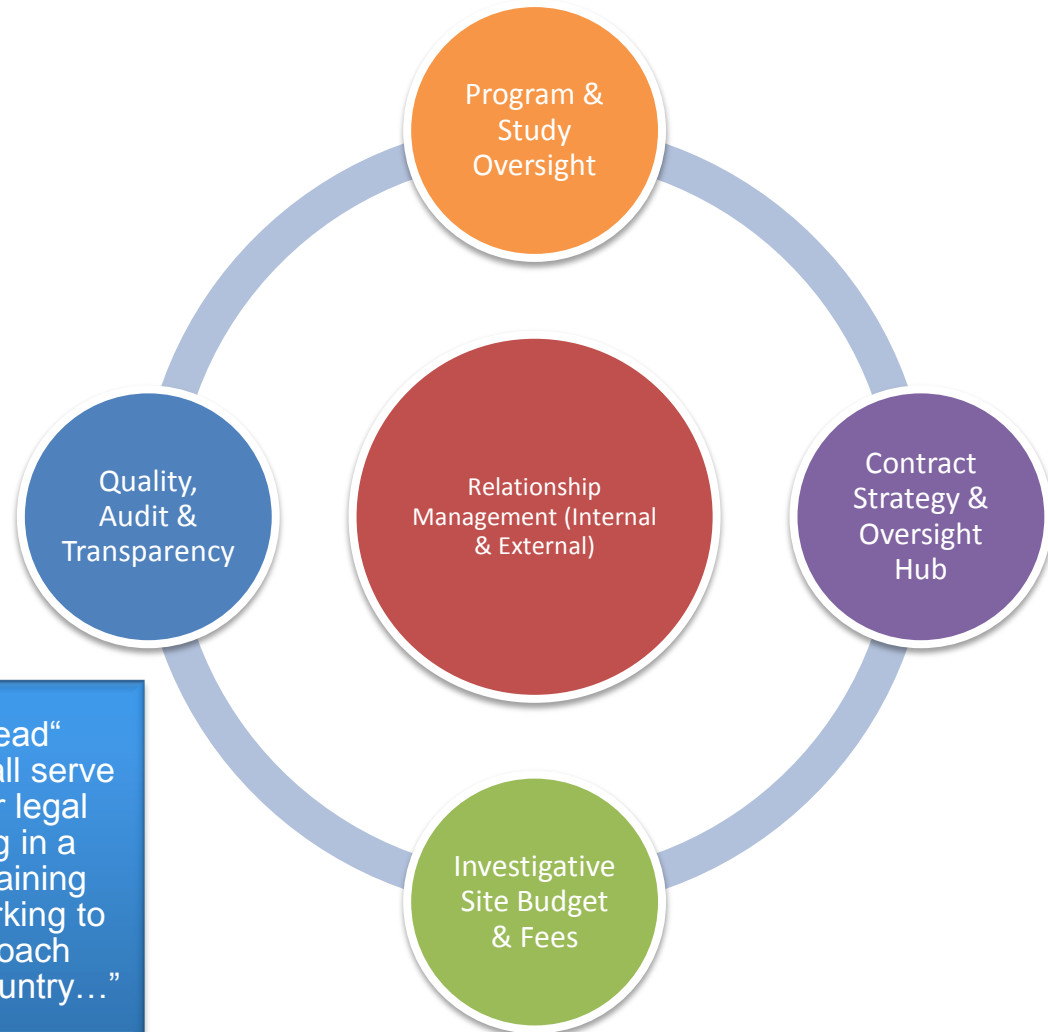 Program &
Study
Oversight
Quality,
Audit &
Transparency
Relationship
Management (Internal
& External)
Contract
Strategy &
Oversight
Hub
Investigative
Site Budget
& Fees
ead“
all serve
r legal
g in a
aining
rking to
oach
untry…”